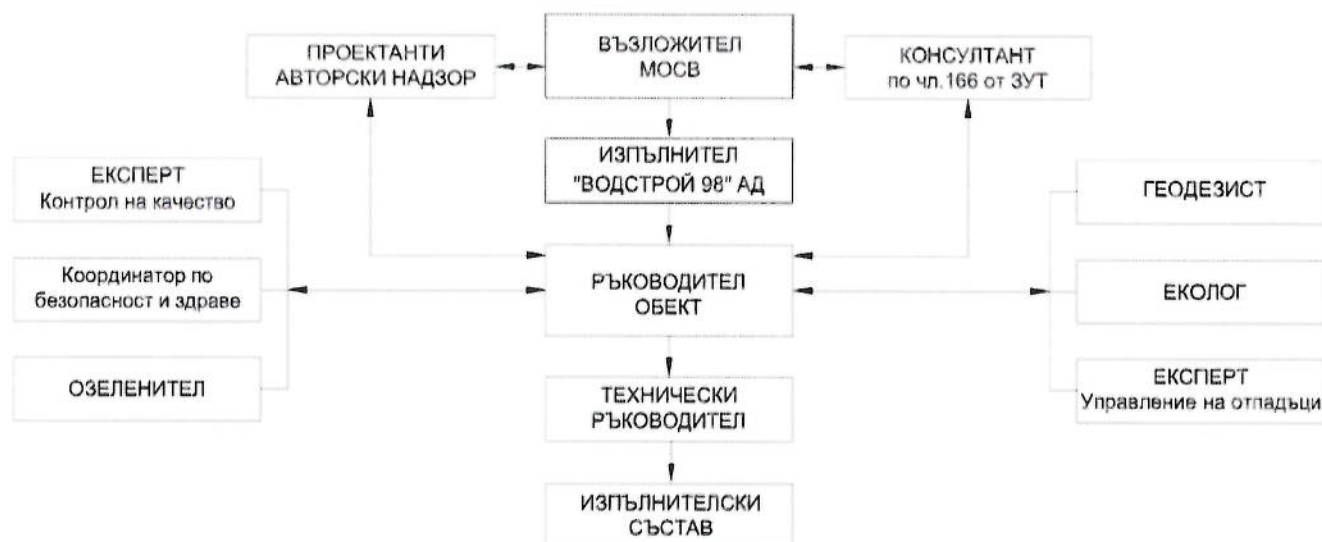 ПРОЕКТАНТИ
АВТОРСКИ НАДЗОР
ВЪЗЛОЖИТЕЛ
МОСВ
КОНСУЛТАНТ
по чл.166 от ЗУТ
ИЗПЪЛНИТЕЛ
"ВОДСТРОЙ 98" АД
ЕКСПЕРТ
Контрол на качество
ГЕОДЕЗИСТ
Координатор по
безопасност и здраве
РЪКОВОДИТЕЛ
ОБЕКТ
ЕКОЛОГ
ОЗЕЛЕНИТЕЛ
ТЕХНИЧЕСКИ
РЪКОВОДИТЕЛ
ЕКСПЕРТ
Управление на отпадъци
ИЗПЪЛНИТЕЛСКИ
СЪСТАВ